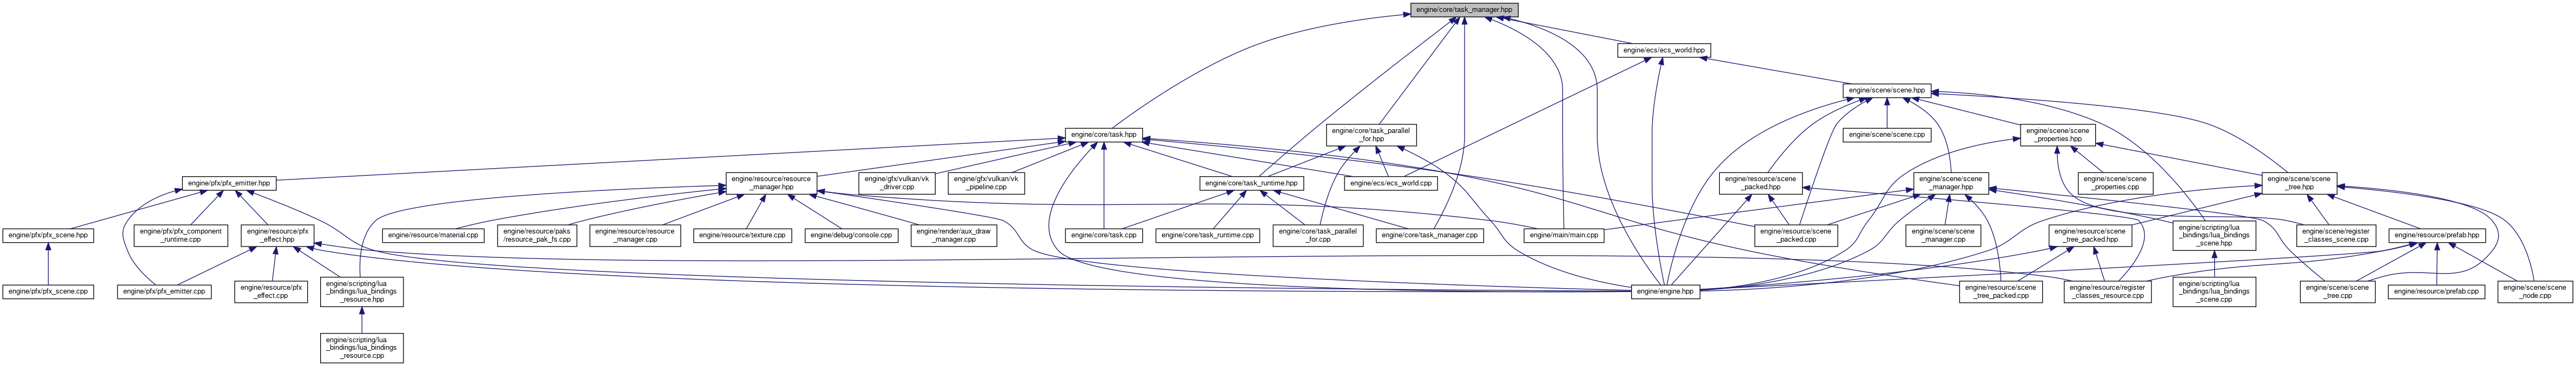 engine/core/task_manager.hpp
engine/ecs/ecs_world.hpp
engine/scene/scene.hpp
engine/core/task.hpp
engine/core/task_parallel
_for.hpp
engine/scene/scene.cpp
engine/scene/scene
_properties.hpp
engine/pfx/pfx_emitter.hpp
engine/resource/resource
_manager.hpp
engine/gfx/vulkan/vk
_driver.cpp
engine/gfx/vulkan/vk
_pipeline.cpp
engine/core/task_runtime.hpp
engine/ecs/ecs_world.cpp
engine/resource/scene
_packed.hpp
engine/scene/scene
_manager.hpp
engine/scene/scene
_properties.cpp
engine/scene/scene
_tree.hpp
engine/pfx/pfx_scene.hpp
engine/pfx/pfx_component
_runtime.cpp
engine/resource/pfx
_effect.hpp
engine/resource/material.cpp
engine/resource/paks
/resource_pak_fs.cpp
engine/resource/resource
_manager.cpp
engine/resource/texture.cpp
engine/debug/console.cpp
engine/render/aux_draw
_manager.cpp
engine/core/task.cpp
engine/core/task_runtime.cpp
engine/core/task_parallel
_for.cpp
engine/core/task_manager.cpp
engine/main/main.cpp
engine/resource/scene
_packed.cpp
engine/scene/scene
_manager.cpp
engine/resource/scene
_tree_packed.hpp
engine/scripting/lua
_bindings/lua_bindings
_scene.hpp
engine/scene/register
_classes_scene.cpp
engine/resource/prefab.hpp
engine/pfx/pfx_scene.cpp
engine/pfx/pfx_emitter.cpp
engine/resource/pfx
_effect.cpp
engine/scripting/lua
_bindings/lua_bindings
_resource.hpp
engine/engine.hpp
engine/resource/scene
_tree_packed.cpp
engine/resource/register
_classes_resource.cpp
engine/scripting/lua
_bindings/lua_bindings
_scene.cpp
engine/scene/scene
_tree.cpp
engine/resource/prefab.cpp
engine/scene/scene
_node.cpp
engine/scripting/lua
_bindings/lua_bindings
_resource.cpp